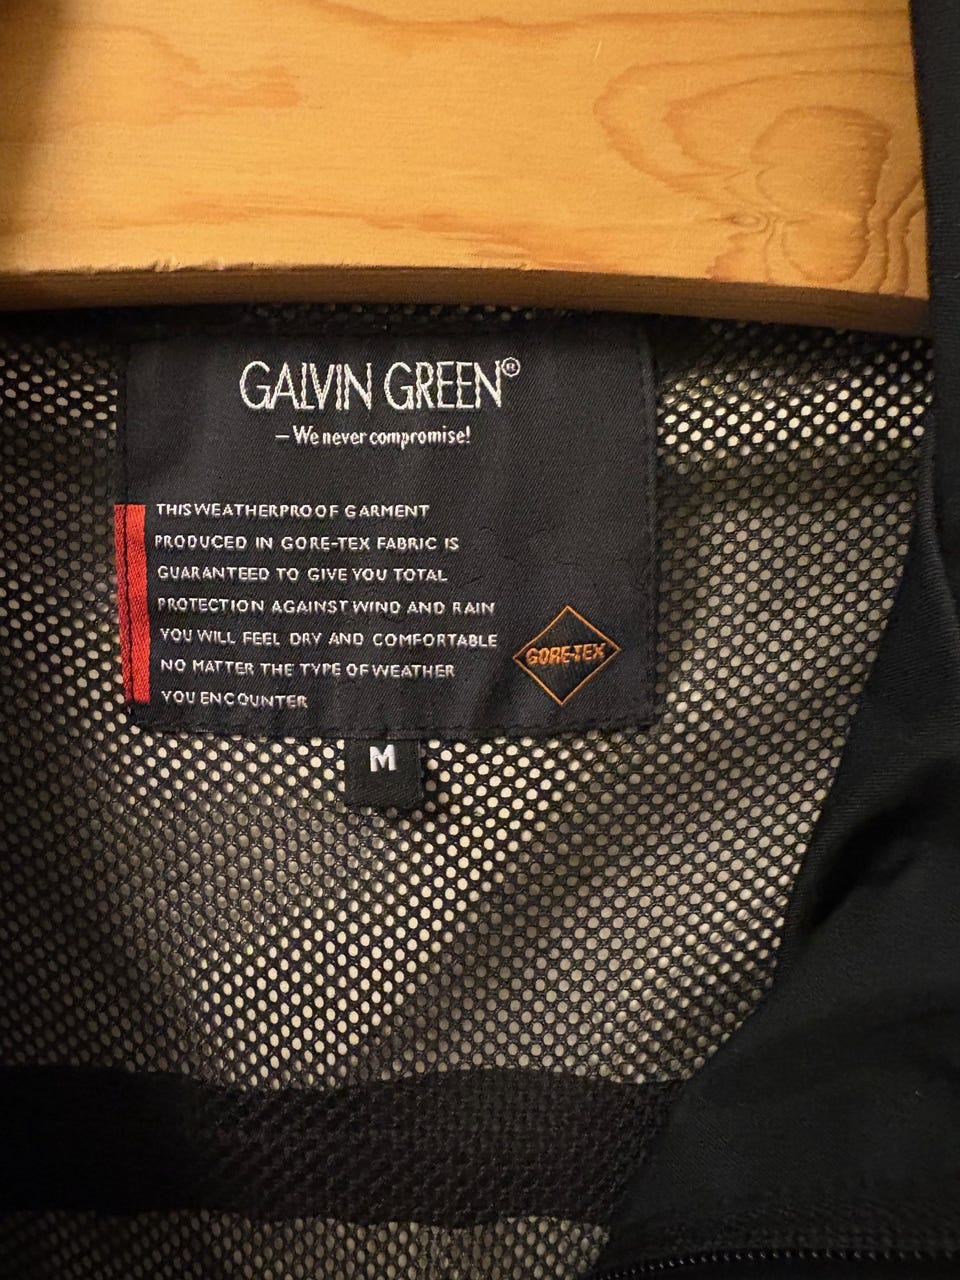 GALVIN GREEN®
– We never compromise!
THIS WEATHERPROOF GARMENT
PRODUCED IN GORE-TEX FABRIC IS
GUARANTEED TO GIVE YOU TOTAL
PROTECTION AGAINST WIND AND RAIN
YOU WILL FEEL DRY AND COMFORTABLE
NO MATTER THE TYPE OF WEATHER
YOU ENCOUNTER
GORE-TEX
M